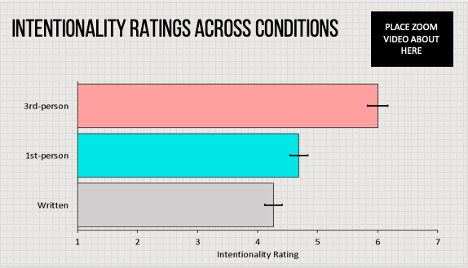 INTENTIONALITY RATINGS ACROSS CONDITIONS
PLACE ZOOM
VIDEO ABOUT
HERE
3rd-person
1st-person
Written
1 2 3 4 5 6 7
Intentionality Rating